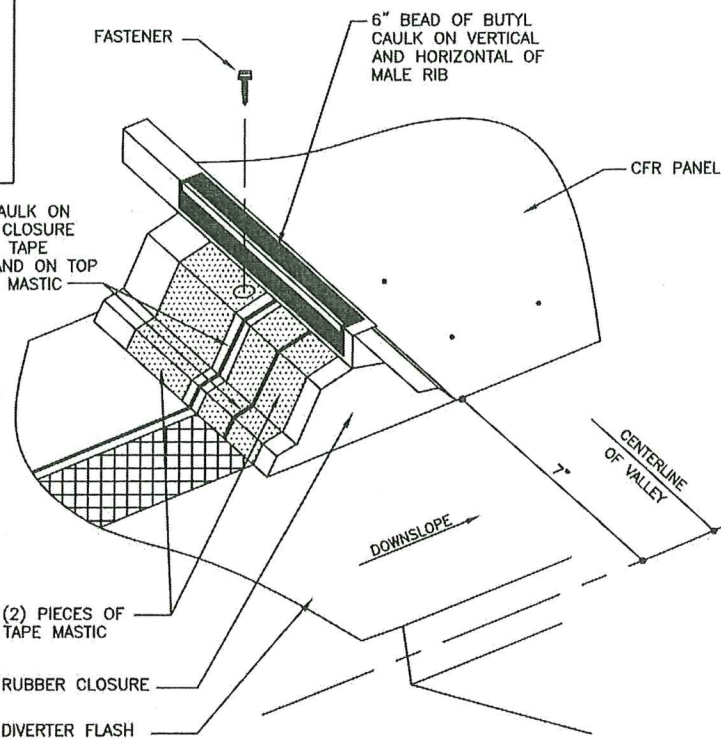 FASTENER
6" BEAD OF BUTYL
CAULK ON VERTICAL
AND HORIZONTAL OF
MALE RIB
CFR PANEL
AULK ON
CLOSURE
TAPE
AND ON TOP
MASTIC
CENTERLINE
OF VALLEY
7"
DOWNSLOPE
(2) PIECES OF
TAPE MASTIC
RUBBER CLOSURE
DIVERTER FLASH